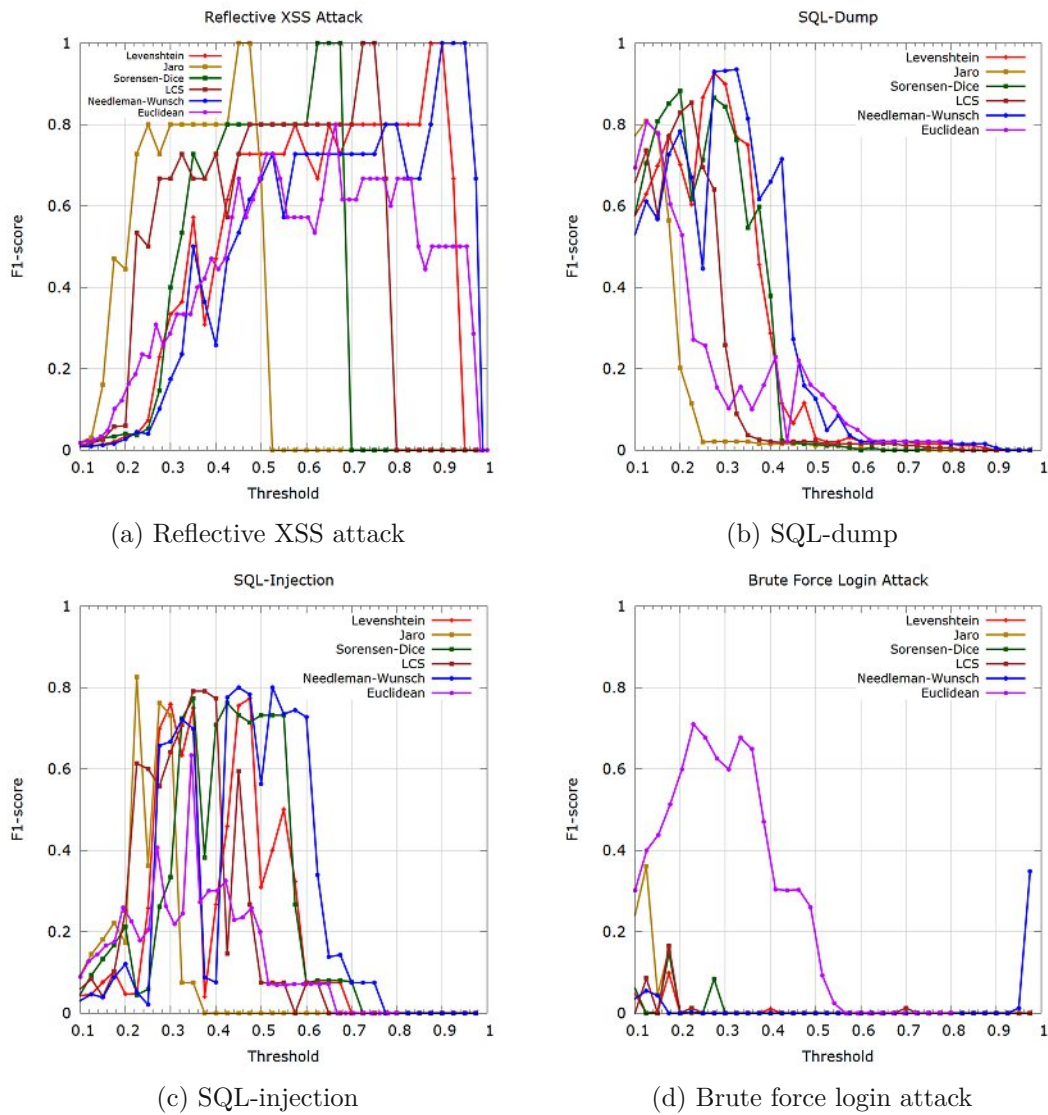 Reflective XSS Attack
F1-score
1
0.8
0.6
0.4
0.2
0
Levenshtein
Jaro
Sorensen-Dice
LCS
Needleman-Wunsch
Euclidean
0.1 0.2 0.3 0.4 0.5 0.6 0.7 0.8 0.9 1
Threshold
(a) Reflective XSS attack
SQL-Dump
F1-score
1
0.8
0.6
0.4
0.2
0
Levenshtein
Jaro
Sorensen-Dice
LCS
Needleman-Wunsch
Euclidean
0.1 0.2 0.3 0.4 0.5 0.6 0.7 0.8 0.9 1
Threshold
(b) SQL-dump
SQL-Injection
F1-score
1
0.8
0.6
0.4
0.2
0
Levenshtein
Jaro
Sorensen-Dice
LCS
Needleman-Wunsch
Euclidean
0.1 0.2 0.3 0.4 0.5 0.6 0.7 0.8 0.9 1
Threshold
(c) SQL-injection
Brute Force Login Attack
F1-score
1
0.8
0.6
0.4
0.2
0
Levenshtein
Jaro
Sorensen-Dice
LCS
Needleman-Wunsch
Euclidean
0.1 0.2 0.3 0.4 0.5 0.6 0.7 0.8 0.9 1
Threshold
(d) Brute force login attack